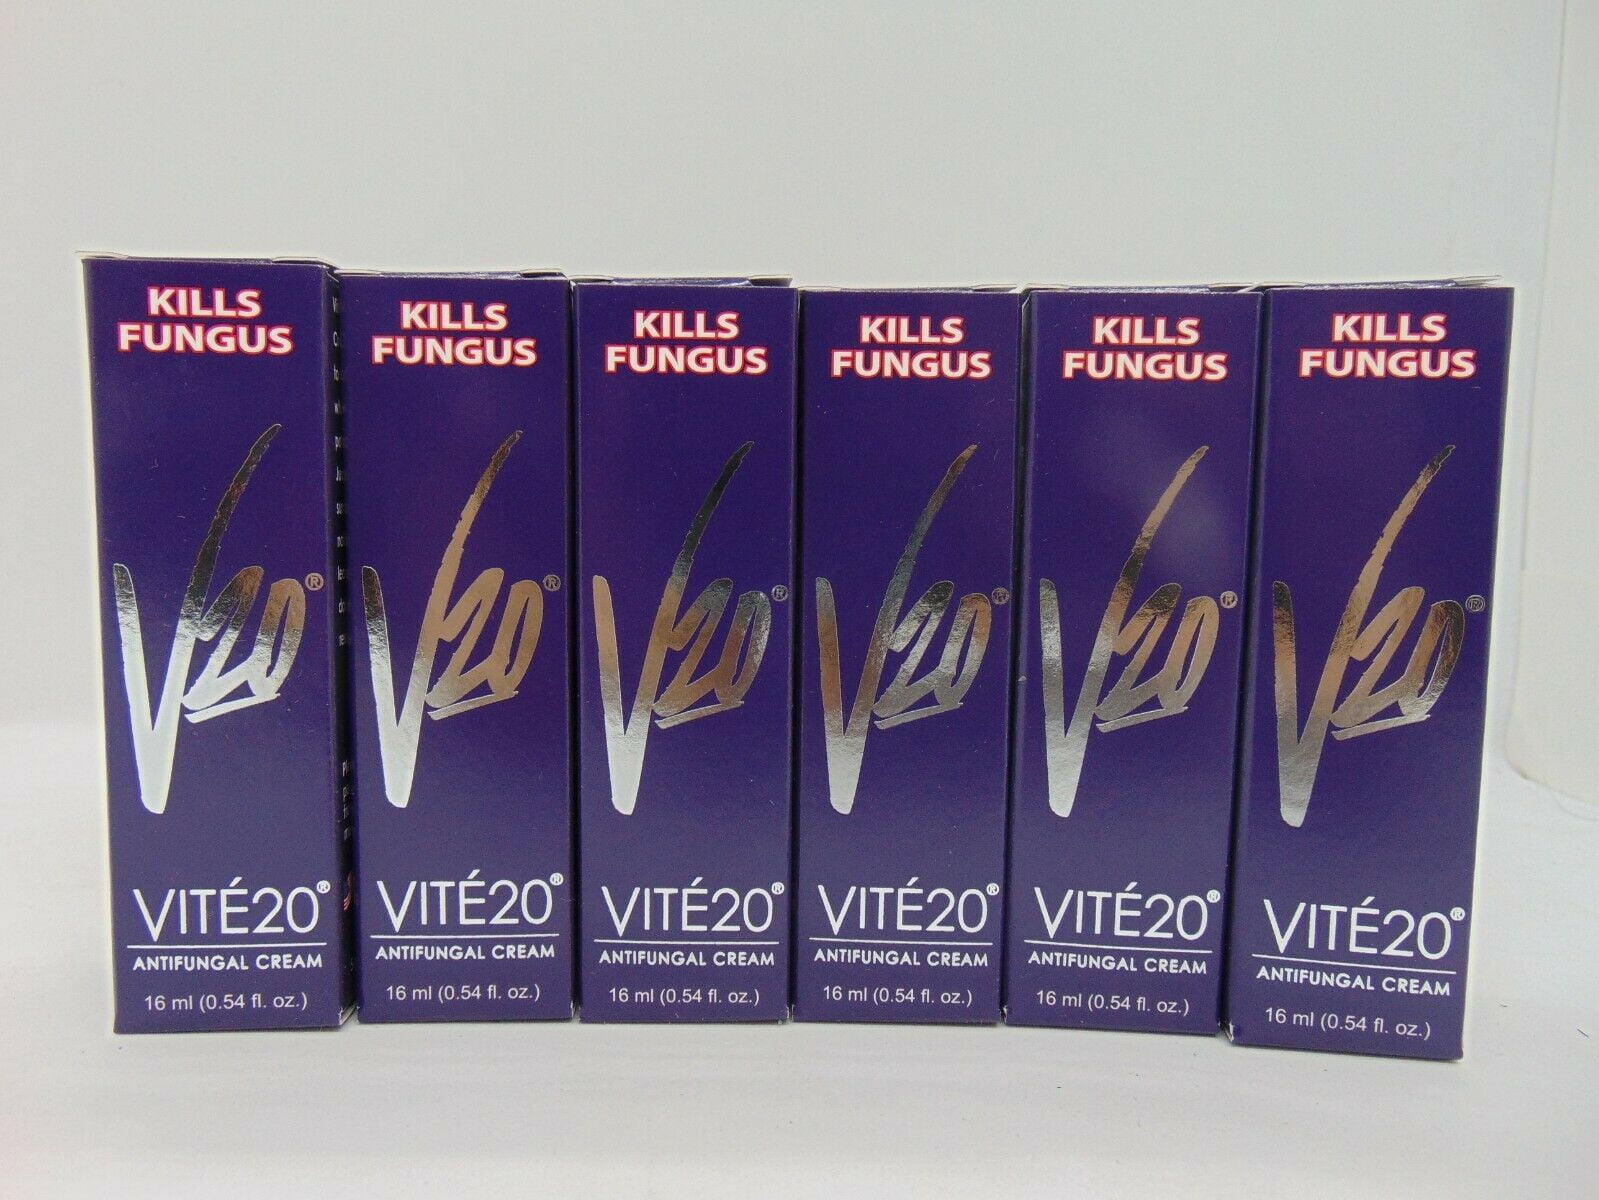 KILLS
FUNGUS
V20®
VITÉ20®
ANTIFUNGAL CREAM
16 ml (0.54 fl. oz.)
KILLS
FUNGUS
V20®
VITÉ20®
ANTIFUNGAL CREAM
16 ml (0.54 fl. oz.)
KILLS
FUNGUS
V20®
VITÉ20®
ANTIFUNGAL CREAM
16 ml (0.54 fl. oz.)
KILLS
FUNGUS
V20®
VITÉ20®
ANTIFUNGAL CREAM
16 ml (0.54 fl. oz.)
KILLS
FUNGUS
V20®
VITÉ20®
ANTIFUNGAL CREAM
16 ml (0.54 fl. oz.)
KILLS
FUNGUS
V20®
VITÉ20®
ANTIFUNGAL CREAM
16 ml (0.54 fl. oz.)